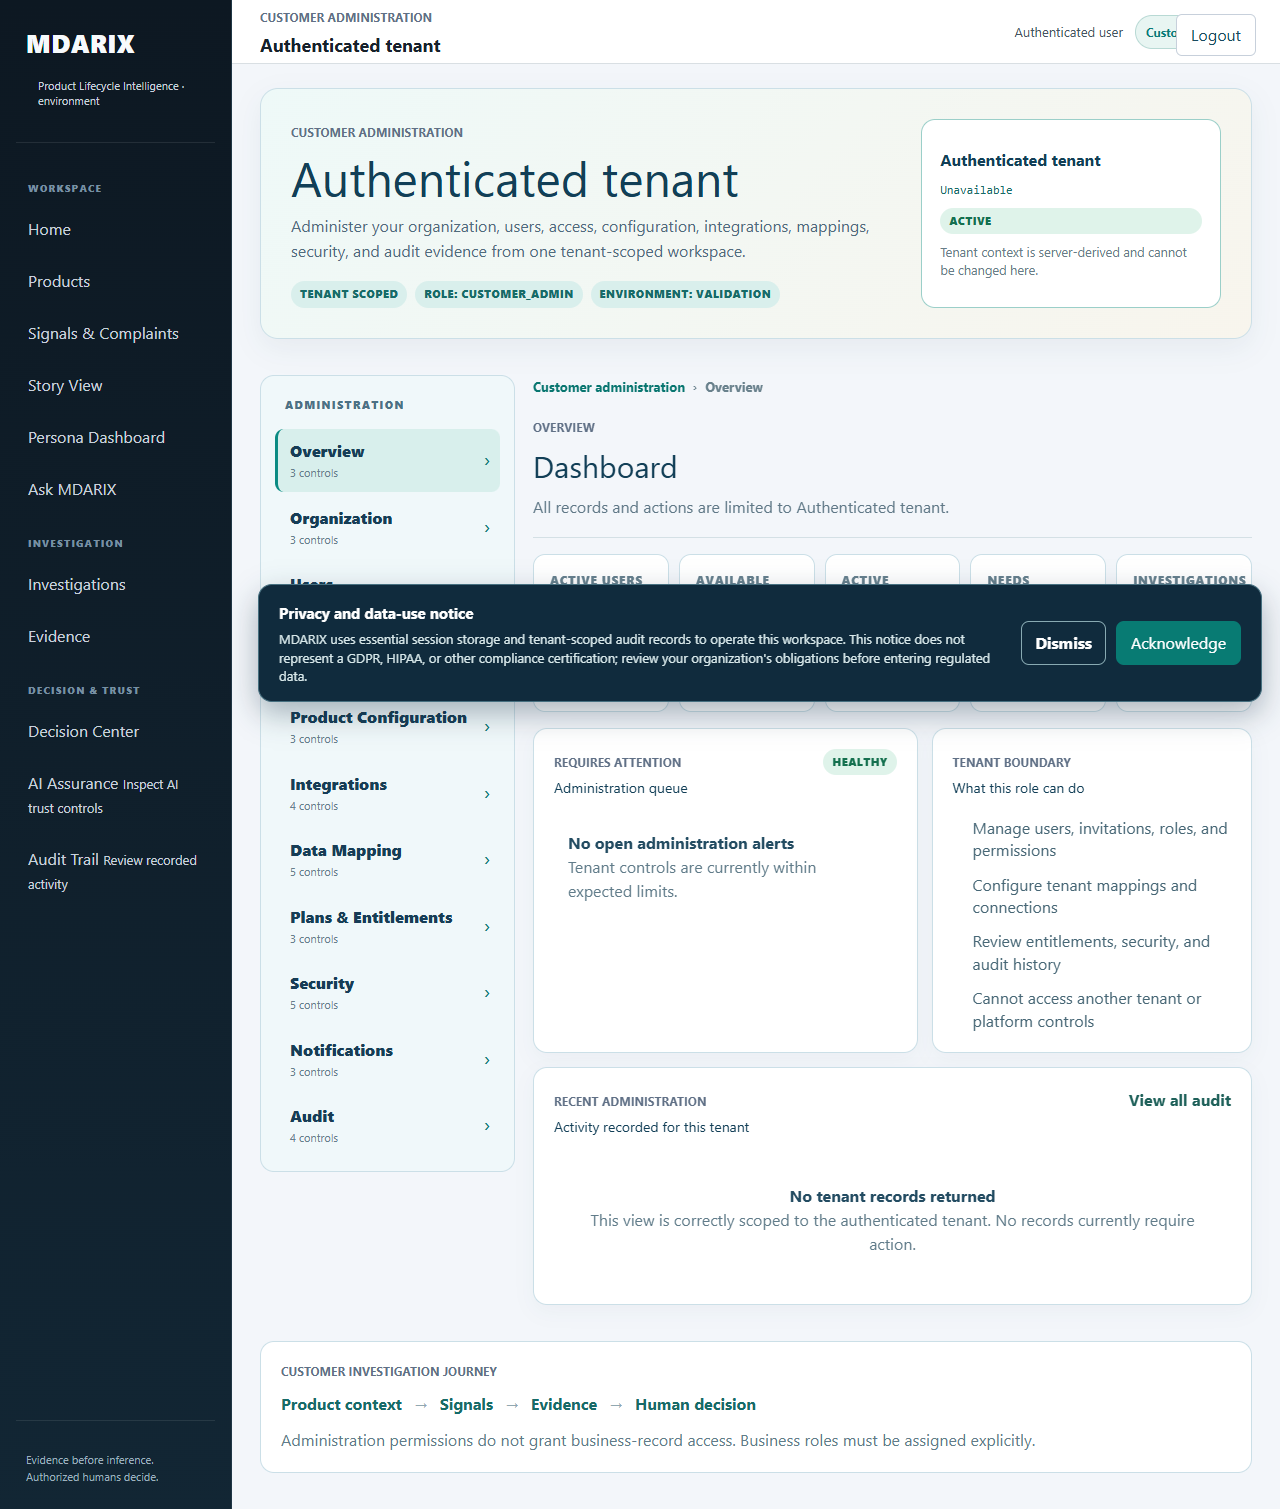 MDARIX
Product Lifecycle Intelligence ·
environment
WORKSPACE
Home
Products
Signals & Complaints
Story View
Persona Dashboard
Ask MDARIX
INVESTIGATION
Investigations
Evidence
DECISION & TRUST
Decision Center
AI Assurance Inspect AI
trust controls
Audit Trail Review recorded
activity
Evidence before inference.
Authorized humans decide.
CUSTOMER ADMINISTRATION
Authenticated tenant
Authenticated user
Logout
CUSTOMER ADMINISTRATION
Authenticated tenant
Administer your organization, users, access, configuration, integrations, mappings,
security, and audit evidence from one tenant-scoped workspace.
TENANT SCOPED
ROLE: CUSTOMER_ADMIN
ENVIRONMENT: VALIDATION
Authenticated tenant
Unavailable
ACTIVE
Tenant context is server-derived and cannot
be changed here.
ADMINISTRATION
Overview
3 controls
›
Organization
3 controls
›
Product Configuration
3 controls
›
Integrations
4 controls
›
Data Mapping
5 controls
›
Plans & Entitlements
3 controls
›
Security
5 controls
›
Notifications
3 controls
›
Audit
4 controls
›
Customer administration › Overview
OVERVIEW
Dashboard
All records and actions are limited to Authenticated tenant.
ACTIVE USERS
AVAILABLE
ACTIVE
NEEDS
INVESTIGATIONS
Privacy and data-use notice
MDARIX uses essential session storage and tenant-scoped audit records to operate this workspace. This notice does not
represent a GDPR, HIPAA, or other compliance certification; review your organization's obligations before entering regulated
data.
Dismiss
Acknowledge
REQUIRES ATTENTION
HEALTHY
Administration queue
No open administration alerts
Tenant controls are currently within
expected limits.
TENANT BOUNDARY
What this role can do
Manage users, invitations, roles, and
permissions
Configure tenant mappings and
connections
Review entitlements, security, and
audit history
Cannot access another tenant or
platform controls
RECENT ADMINISTRATION
View all audit
Activity recorded for this tenant
No tenant records returned
This view is correctly scoped to the authenticated tenant. No records currently require
action.
CUSTOMER INVESTIGATION JOURNEY
Product context → Signals → Evidence → Human decision
Administration permissions do not grant business-record access. Business roles must be assigned explicitly.